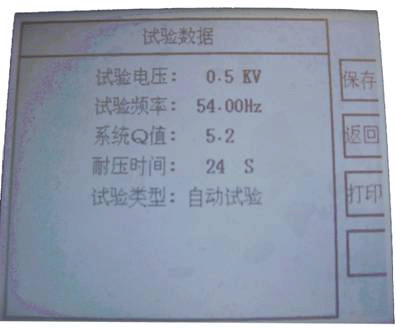 试验数据
试验电压: 0.5 KV
保存
试验频率: 54.00Hz
系统Q值: 5.2
返回
耐压时间: 24 S
试验类型: 自动试验
打印